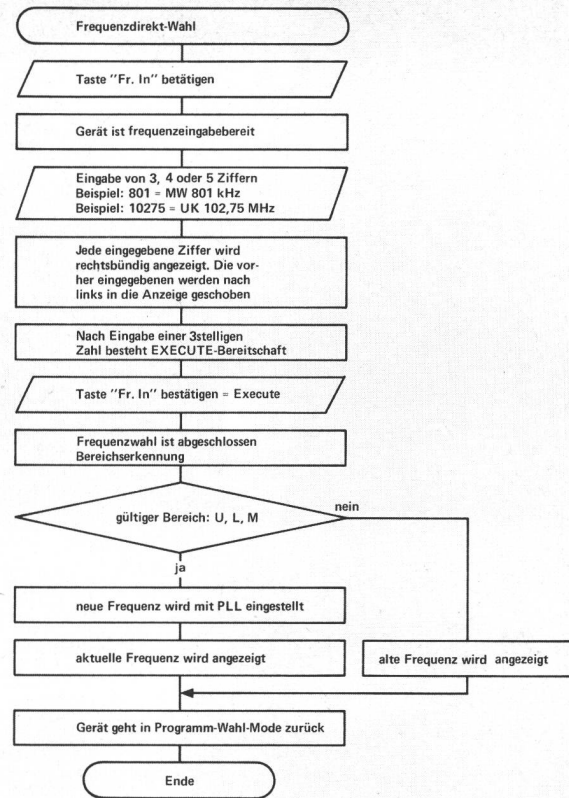 Frequenzdirekt-Wahl
Taste "Fr. In" betätigen
Gerät ist frequenzeingabebereit
Eingabe von 3, 4 oder 5 Ziffern
Beispiel: 801 = MW 801 kHz
Beispiel: 10275 = UK 102,75 MHz
Jede eingegebene Ziffer wird
rechtsbündig angezeigt. Die vor-
her eingegebenen werden nach
links in die Anzeige geschoben
Nach Eingabe einer 3stelligen
Zahl besteht EXECUTE-Bereitschaft
Taste "Fr. In" bestätigen = Execute
Frequenzwahl ist abgeschlossen
Bereichserkennung
gültiger Bereich: U, L, M
nein
ja
neue Frequenz wird mit PLL eingestellt
aktuelle Frequenz wird angezeigt
alte Frequenz wird angezeigt
Gerät geht in Programm-Wahl-Mode zurück
Ende